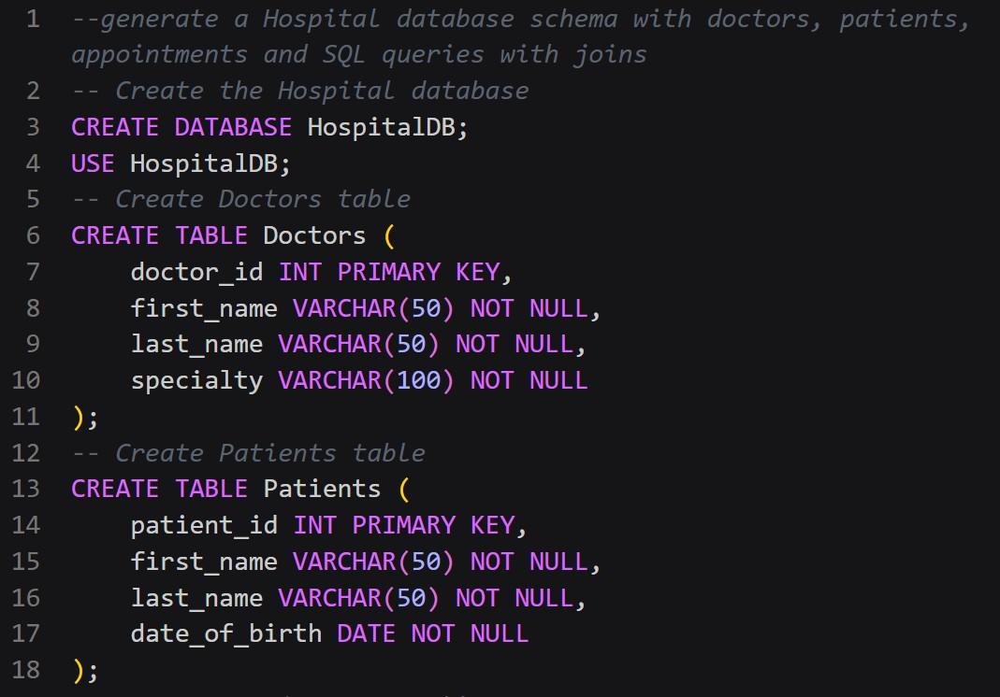 1 --generate a Hospital database schema with doctors, patients,
appointments and SQL queries with joins
2 -- Create the Hospital database
3 CREATE DATABASE HospitalDB;
4 USE HospitalDB;
5 -- Create Doctors table
6 CREATE TABLE Doctors (
7     doctor_id INT PRIMARY KEY,
8     first_name VARCHAR(50) NOT NULL,
9     last_name VARCHAR(50) NOT NULL,
10     specialty VARCHAR(100) NOT NULL
11 );
12 -- Create Patients table
13 CREATE TABLE Patients (
14     patient_id INT PRIMARY KEY,
15     first_name VARCHAR(50) NOT NULL,
16     last_name VARCHAR(50) NOT NULL,
17     date_of_birth DATE NOT NULL
18 );